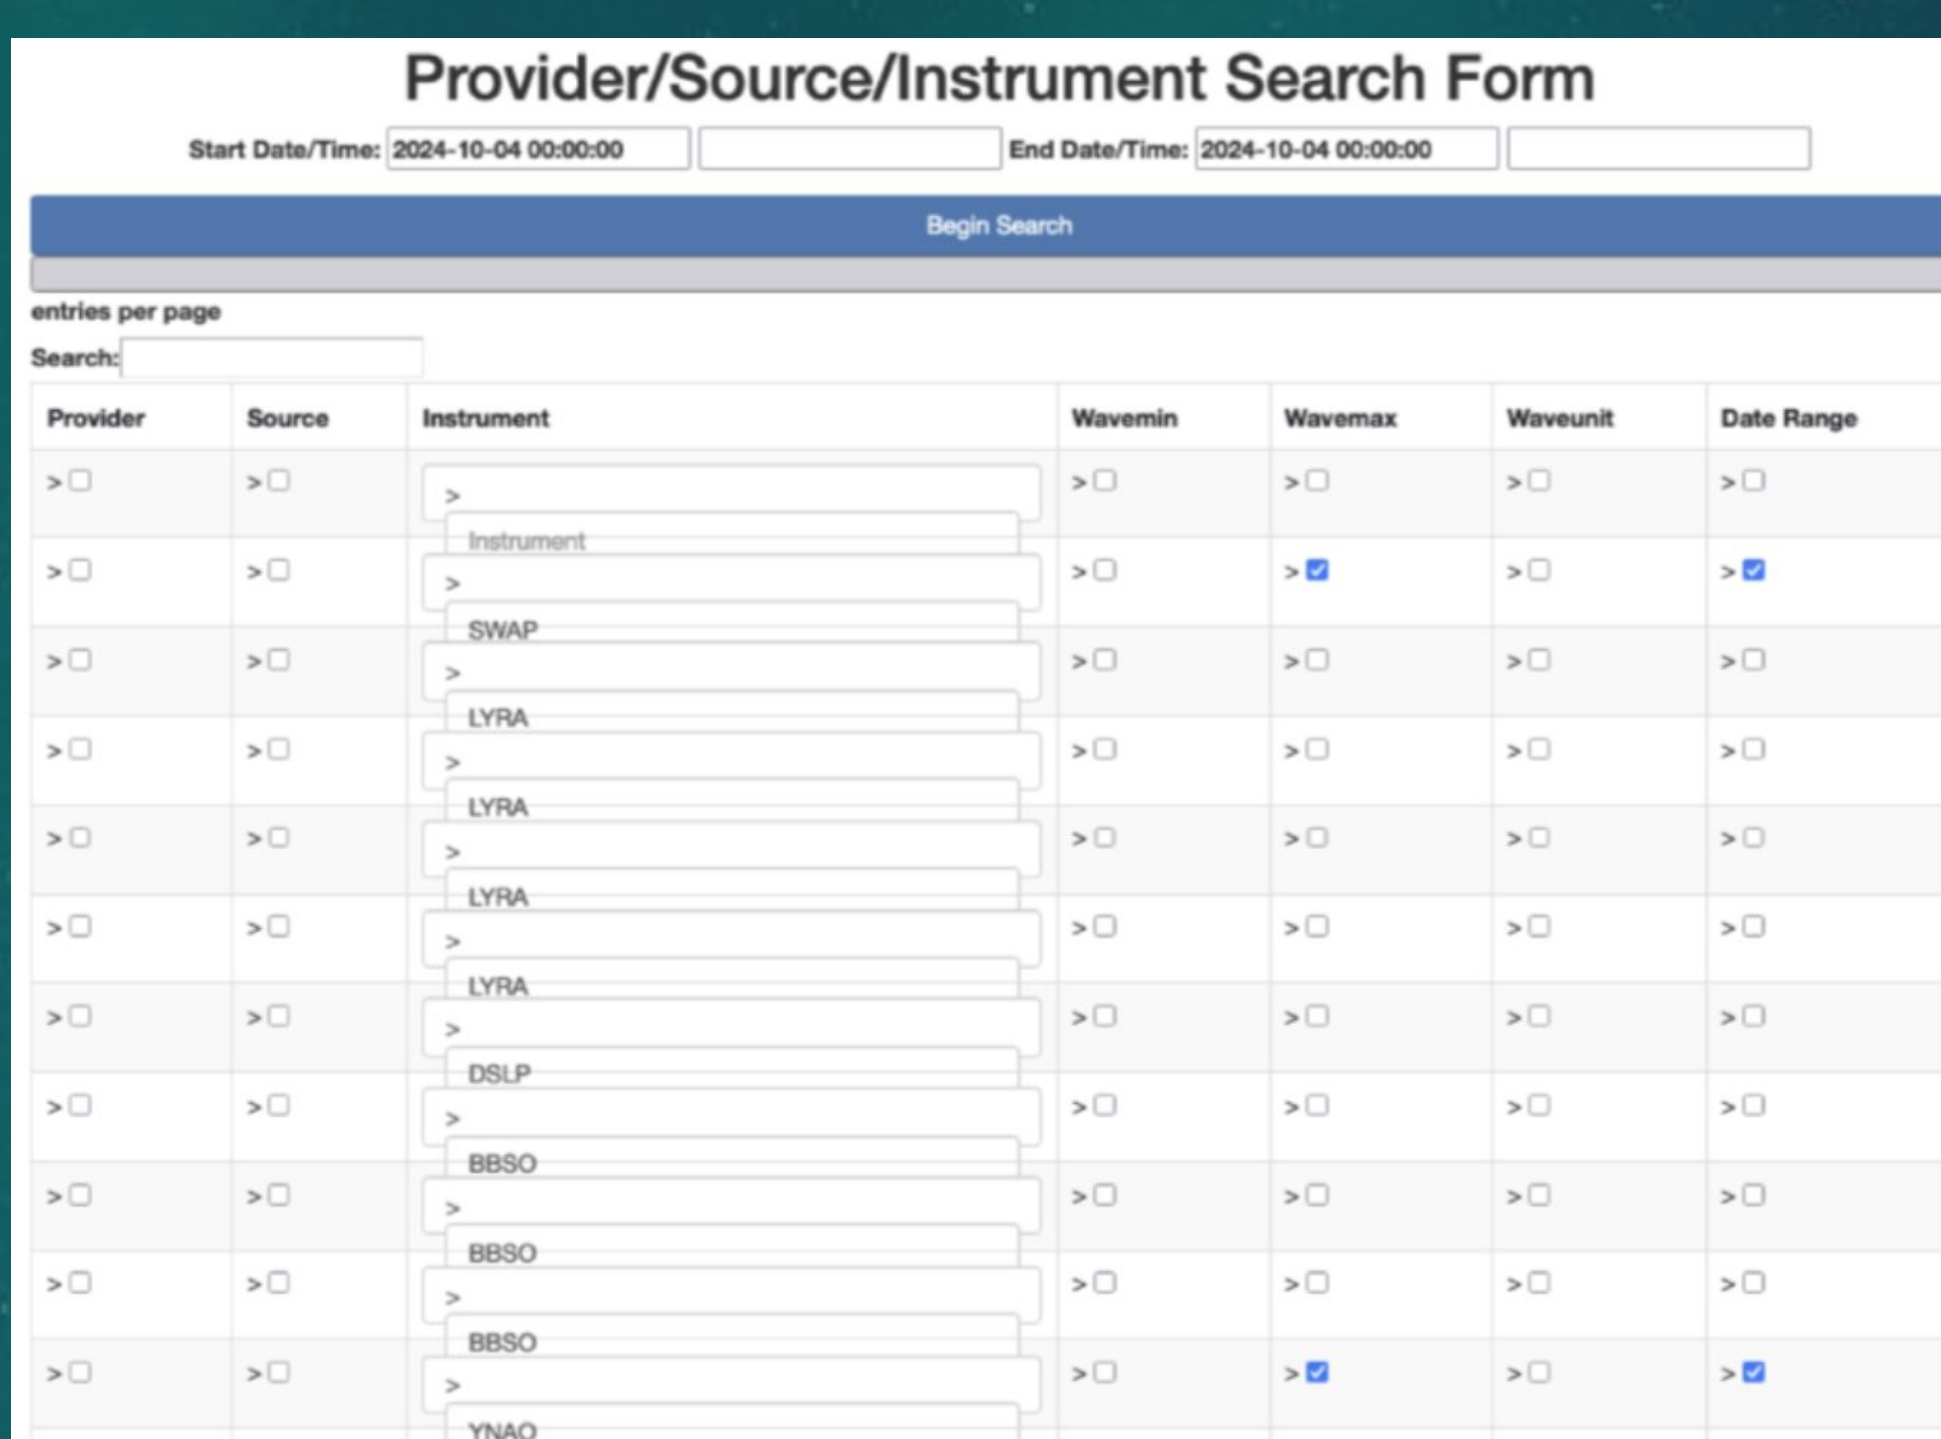 Provider/Source/Instrument Search Form
Start Date/Time: 2024-10-04 00:00:00 End Date/Time: 2024-10-04 00:00:00
Begin Search
entries per page
Search:
Provider Source Instrument Wavemin Wavemax Waveunit Date Range
> > > > > > >
Instrument
> > > > > > >
SWAP
> > > > > > >
LYRA
> > > > > > >
LYRA
> > > > > > >
LYRA
> > > > > > >
LYRA
> > > > > > >
DSLP
> > > > > > >
BBSO
> > > > > > >
BBSO
> > > > > > >
BBSO
> > > > > > >
YNAO